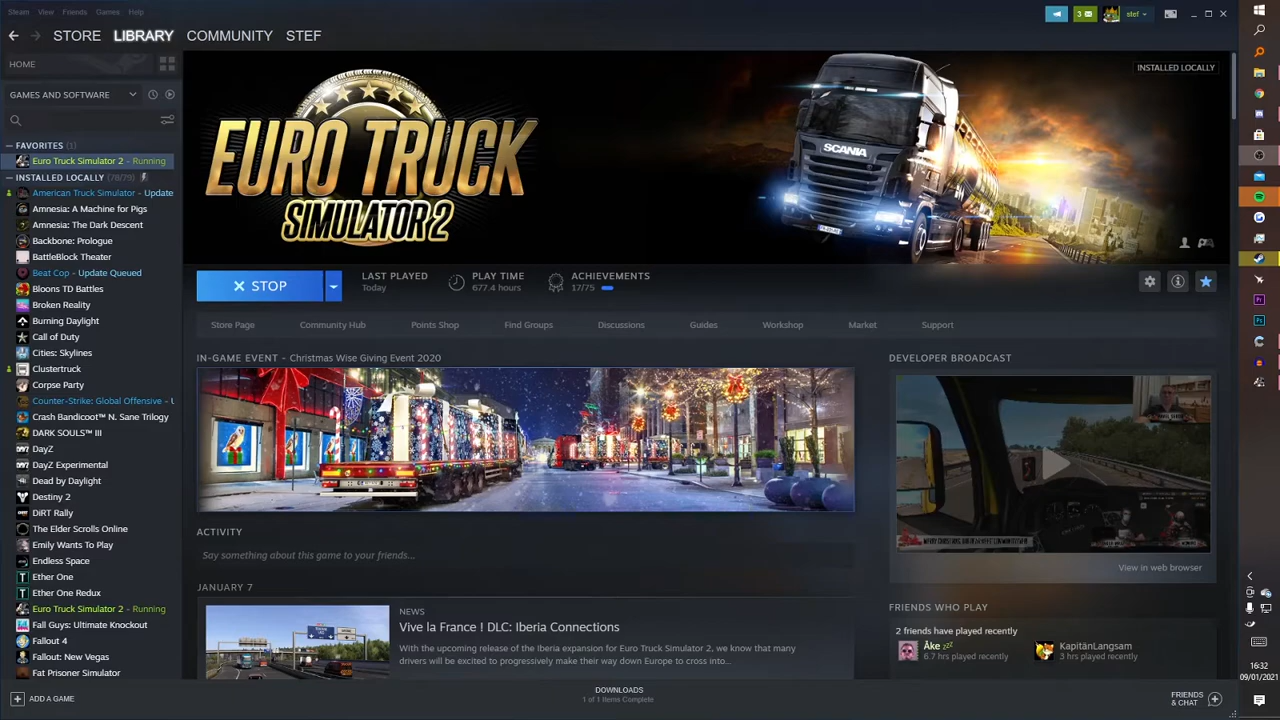 Steam View Friends Games Help
3
stef
STORE LIBRARY COMMUNITY STEF
HOME
INSTALLED LOCALLY
GAMES AND SOFTWARE
FAVORITES (1)
Euro Truck Simulator 2 - Running
INSTALLED LOCALLY (78/79)
American Truck Simulator - Update
Amnesia: A Machine for Pigs
Amnesia: The Dark Descent
Backbone: Prologue
BattleBlock Theater
Beat Cop - Update Queued
Bloons TD Battles
Broken Reality
Burning Daylight
Call of Duty
Cities: Skylines
Clustertruck
Corpse Party
Counter-Strike: Global Offensive - U
Crash Bandicoot™ N. Sane Trilogy
DARK SOULS™ III
DayZ
DayZ Experimental
Dead by Daylight
Destiny 2
DiRT Rally
The Elder Scrolls Online
Emily Wants To Play
Endless Space
Ether One
Ether One Redux
Euro Truck Simulator 2 - Running
Fall Guys: Ultimate Knockout
Fallout 4
Fallout: New Vegas
Fat Prisoner Simulator
ADD A GAME
EURO TRUCK
SIMULATOR 2
SCANIA
STOP
LAST PLAYED
Today
PLAY TIME
677.4 hours
ACHIEVEMENTS
17/75
Store Page Community Hub Points Shop Find Groups Discussions Guides Workshop Market Support
IN-GAME EVENT - Christmas Wise Giving Event 2020
ACTIVITY
Say something about this game to your friends...
JANUARY 7
NEWS
Vive la France ! DLC: Iberia Connections
With the upcoming release of the Iberia expansion for Euro Truck Simulator 2, we know that many
drivers will be excited to progressively make their way down Europe to cross into...
DEVELOPER BROADCAST
View in web browser
FRIENDS WHO PLAY
2 friends have played recently
Åke
6.7 hrs played recently
KapitänLangsam
3 hrs played recently
DOWNLOADS
1 of 1 Items Complete
FRIENDS
& CHAT
16:32
09/01/2021